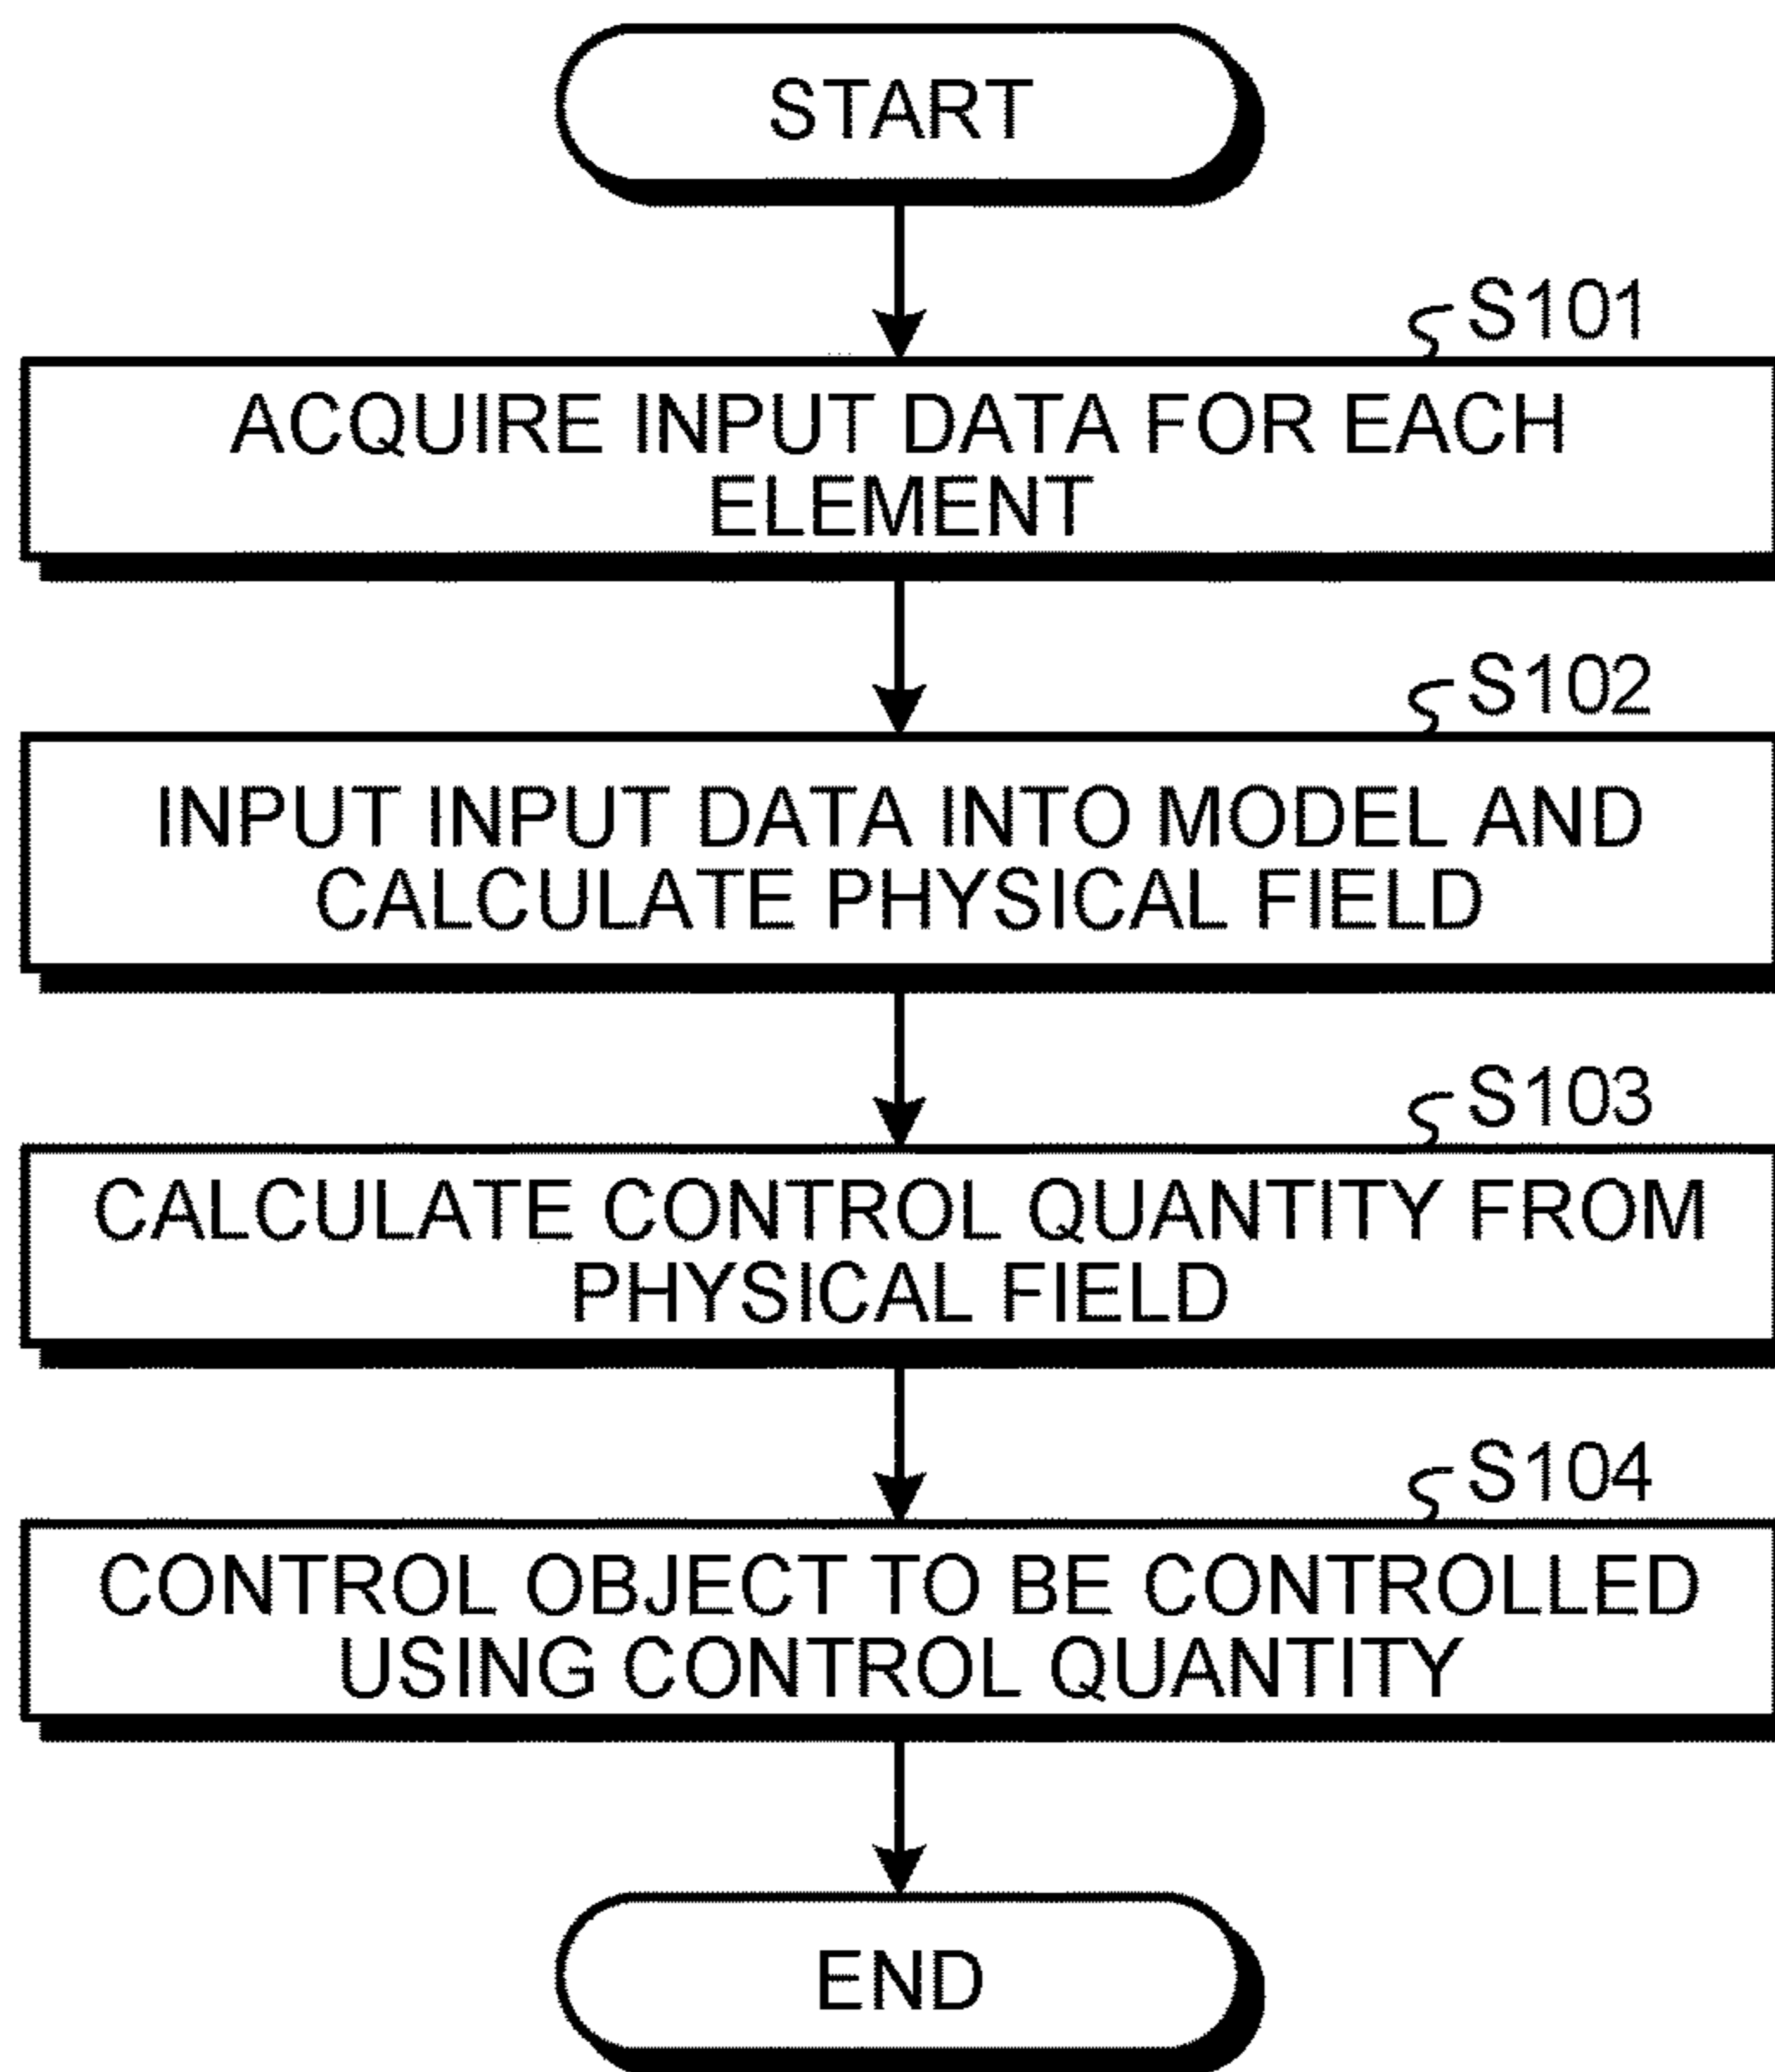 START
S101
ACQUIRE INPUT DATA FOR EACH
ELEMENT
S102
INPUT INPUT DATA INTO MODEL AND
CALCULATE PHYSICAL FIELD
S103
CALCULATE CONTROL QUANTITY FROM
PHYSICAL FIELD
S104
CONTROL OBJECT TO BE CONTROLLED
USING CONTROL QUANTITY
END